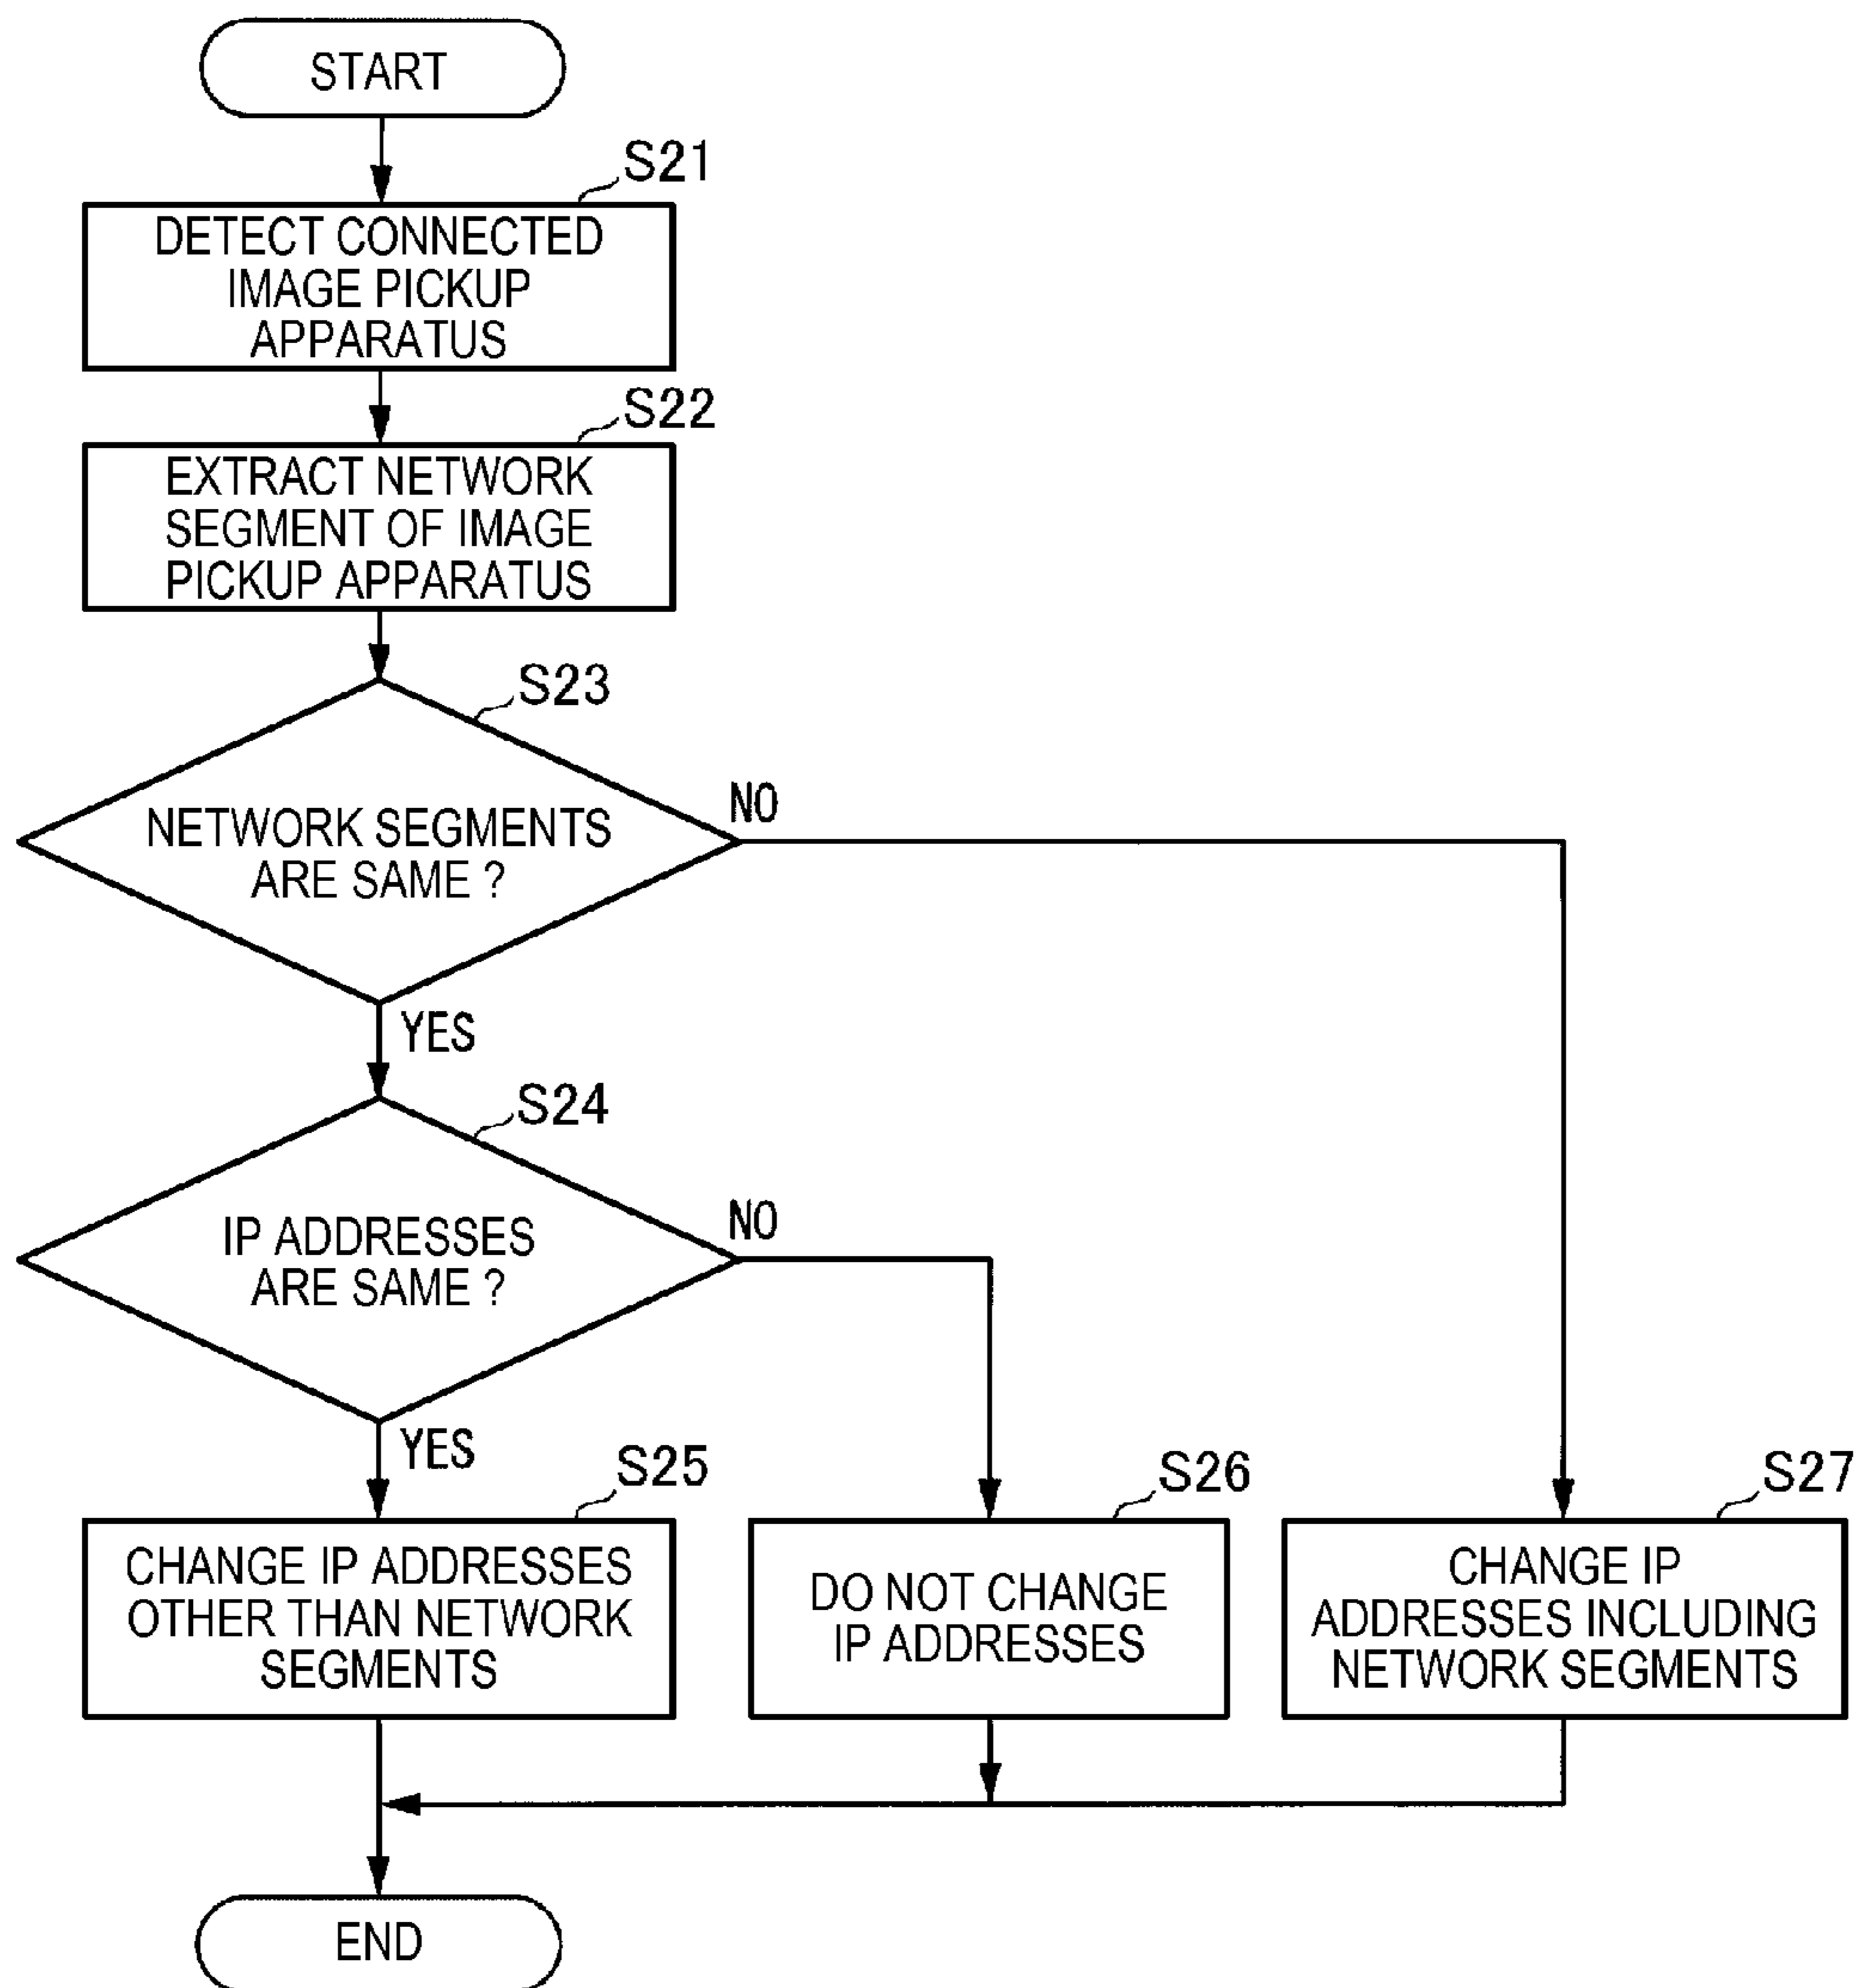 START
S21
DETECT CONNECTED
IMAGE PICKUP
APPARATUS
S22
EXTRACT NETWORK
SEGMENT OF IMAGE
PICKUP APPARATUS
S23
NETWORK SEGMENTS
ARE SAME ?
NO
YES
S24
IP ADDRESSES
ARE SAME ?
NO
YES
S25
CHANGE IP ADDRESSES
OTHER THAN NETWORK
SEGMENTS
S26
DO NOT CHANGE
IP ADDRESSES
S27
CHANGE IP
ADDRESSES INCLUDING
NETWORK SEGMENTS
END